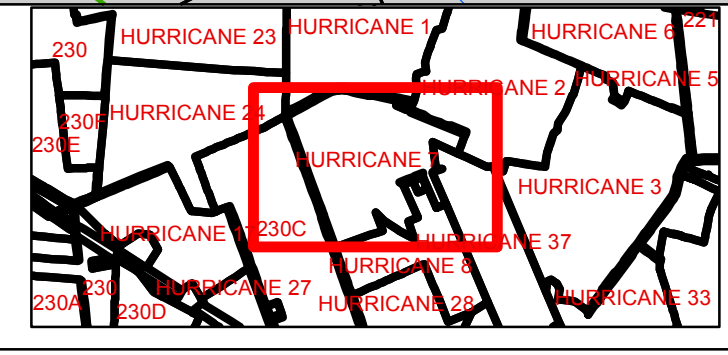 HURRICANE 1
221
HURRICANE 23
HURRICANE 6
230
HURRICANE 5
HURRICANE 2
HURRICANE 24
230F
230E
HURRICANE 7
HURRICANE 3
230C
HURRICANE 17
HURRICANE 37
HURRICANE 8
230
HURRICANE 27
HURRICANE 33
230A
HURRICANE 28
230D